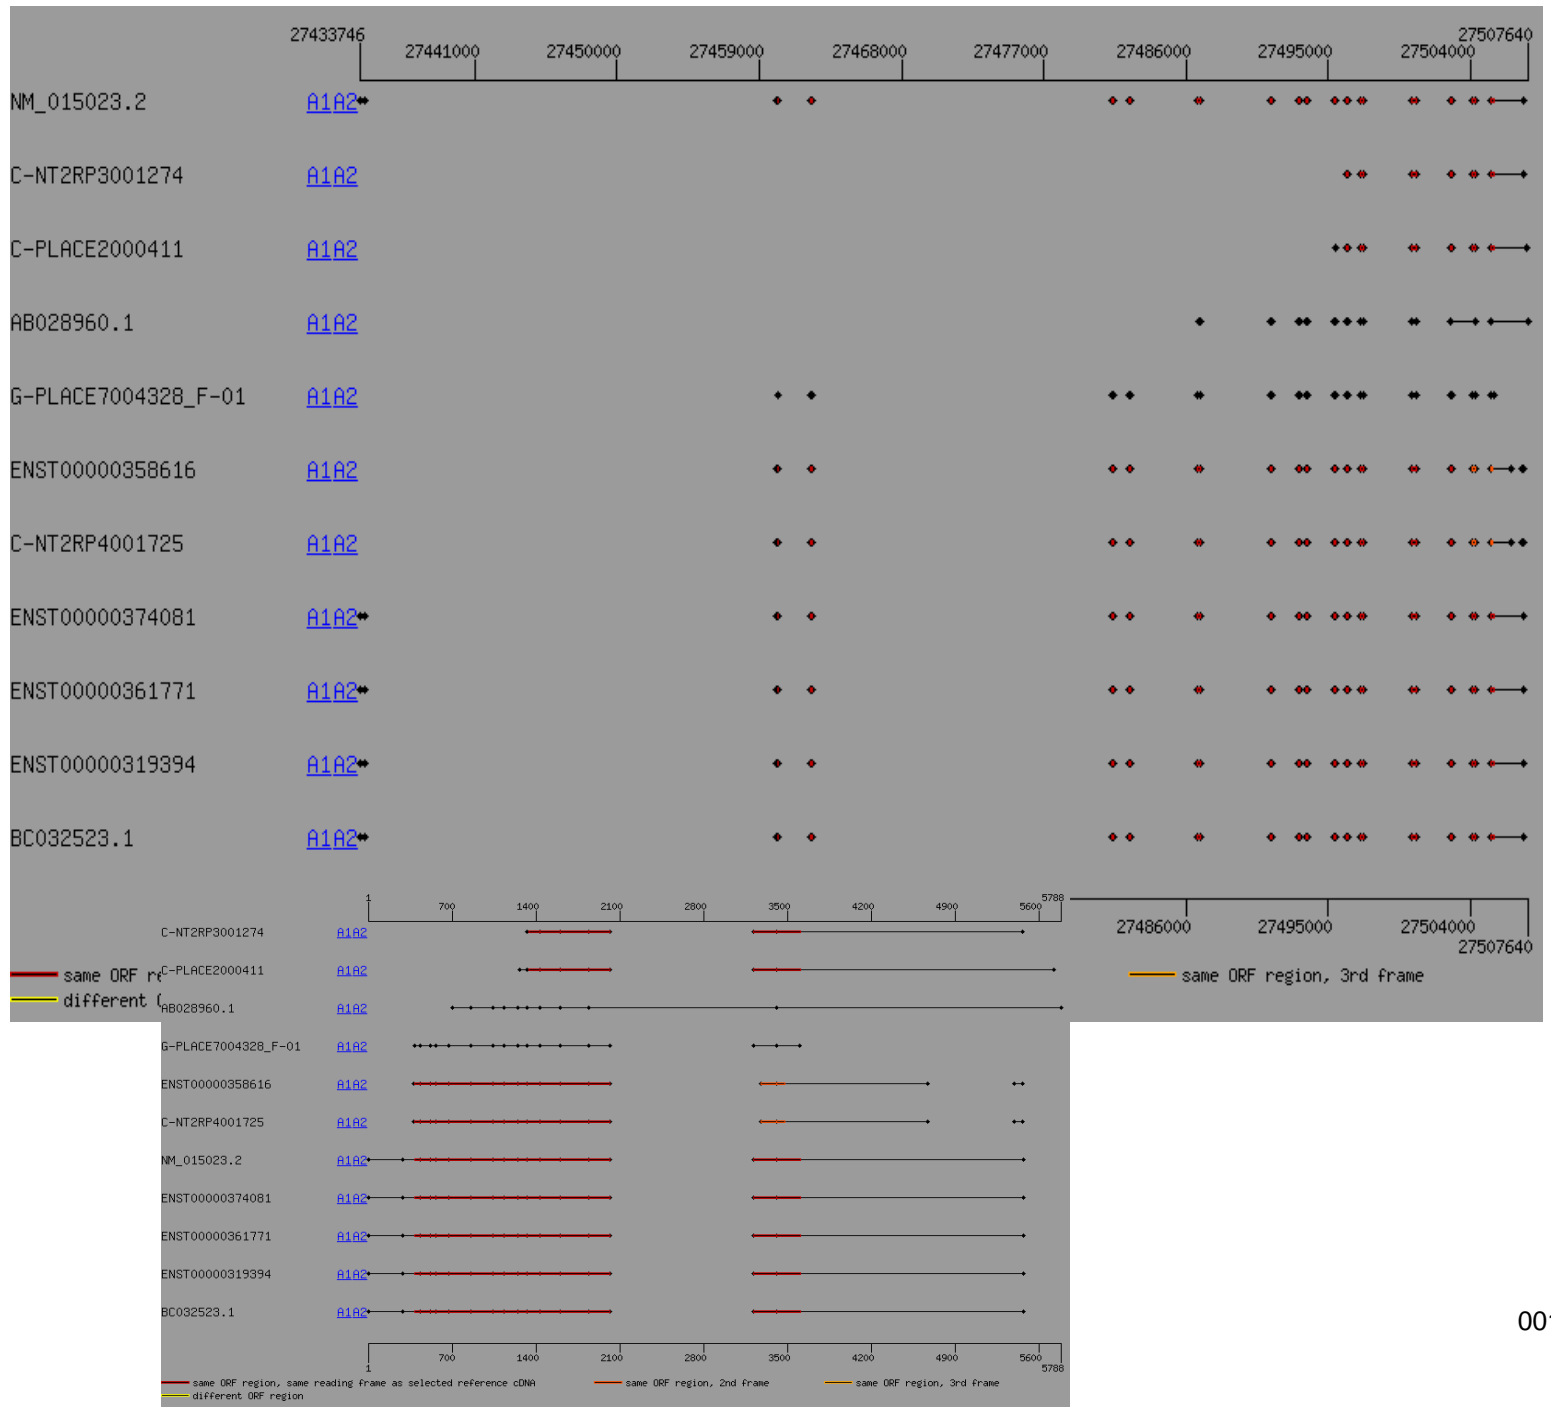 27433746 27507640
27441000 27450000 27459000 27468000 27477000 27486000 27495000 27504000
NM_015023.2 A1A2
C-NT2RP3001274 A1A2
C-PLACE2000411 A1A2
AB028960.1 A1A2
G-PLACE7004328_F-01 A1A2
ENST00000358616 A1A2
C-NT2RP4001725 A1A2
ENST00000374081 A1A2
ENST00000361771 A1A2
ENST00000319394 A1A2
BC032523.1 A1A2
27486000 27495000 27504000
27507640
same ORF re
different
same ORF region, 3rd frame
1 5788
700 1400 2100 2800 3500 4200 4900 5600
C-NT2RP3001274 A1A2
C-PLACE2000411 A1A2
AB028960.1 A1A2
G-PLACE7004328_F-01 A1A2
ENST00000358616 A1A2
C-NT2RP4001725 A1A2
NM_015023.2 A1A2
ENST00000374081 A1A2
ENST00000361771 A1A2
ENST00000319394 A1A2
BC032523.1 A1A2
700 1400 2100 2800 3500 4200 4900 5600
1 5788
same ORF region, same reading frame as selected reference cDNA same ORF region, 2nd frame same ORF region, 3rd frame
different ORF region
001